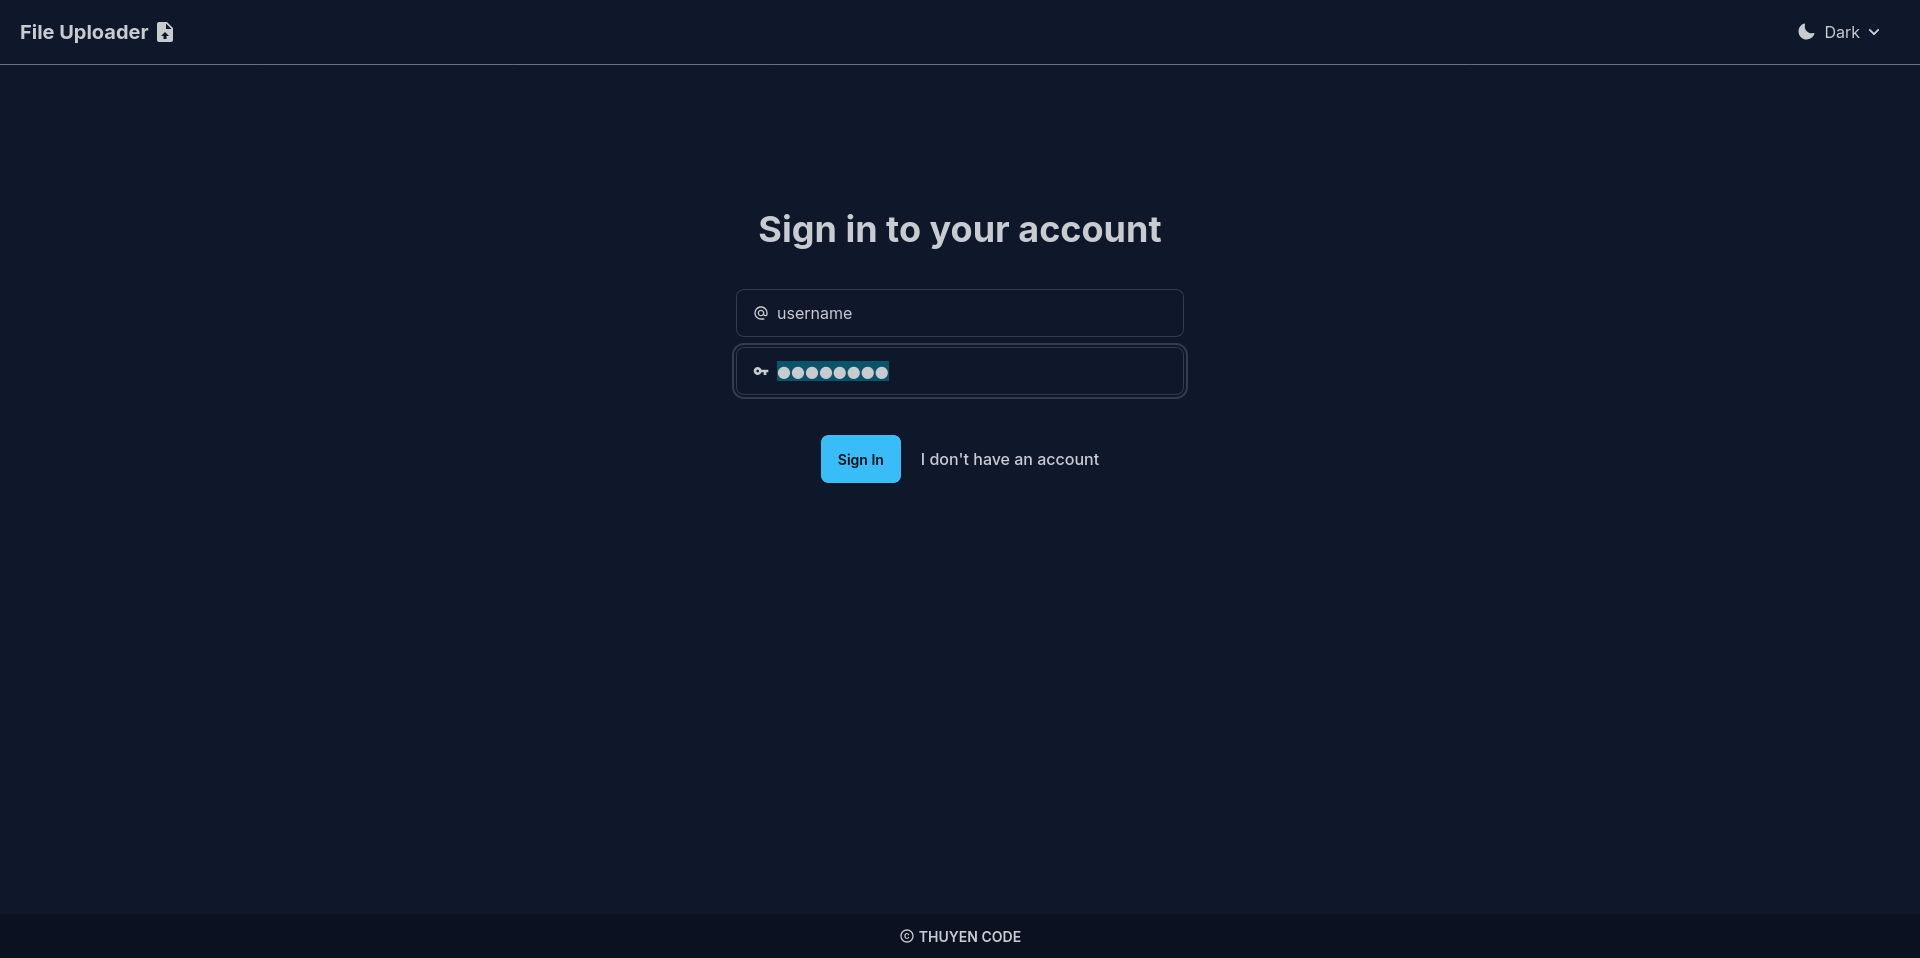 File Uploader
Dark
Sign in to your account
username
●●●●●●●●
Sign In
I don't have an account
© THUYEN CODE